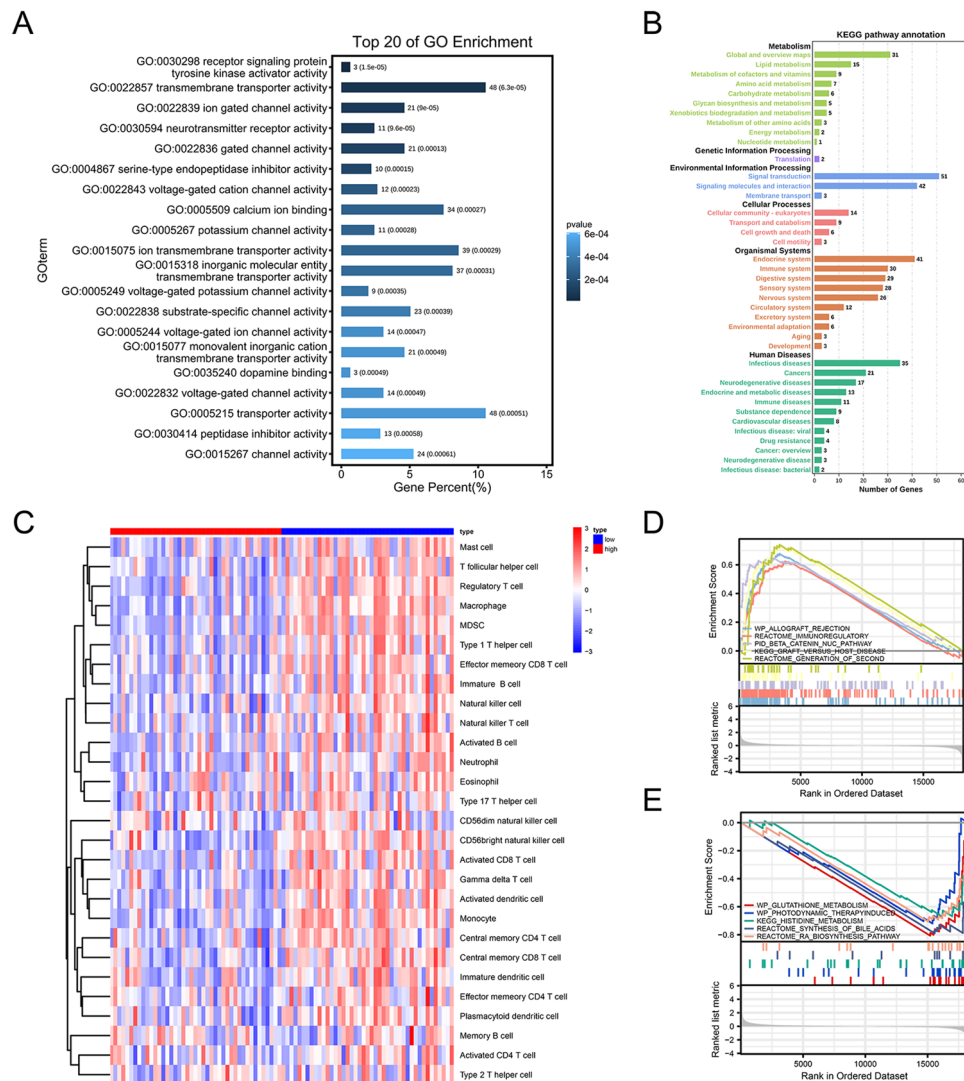 A
Top 20 of GO Enrichment
GOterm
GO:0030298 receptor signaling protein
tyrosine kinase activator activity
3 (1.5e-05)
GO:0022857 transmembrane transporter activity
48 (6.3e-05)
GO:0022839 ion gated channel activity
21 (9e-05)
GO:0030594 neurotransmitter receptor activity
11 (9.6e-05)
GO:0022836 gated channel activity
21 (0.00013)
GO:0004867 serine-type endopeptidase inhibitor activity
10 (0.00015)
GO:0022843 voltage-gated cation channel activity
12 (0.00023)
GO:0005509 calcium ion binding
34 (0.00027)
GO:0005267 potassium channel activity
11 (0.00028)
GO:0015075 ion transmembrane transporter activity
39 (0.00029)
GO:0015318 inorganic molecular entity
transmembrane transporter activity
37 (0.00031)
GO:0005249 voltage-gated potassium channel activity
9 (0.00035)
GO:0022838 substrate-specific channel activity
23 (0.00039)
GO:0005244 voltage-gated ion channel activity
14 (0.00047)
GO:0015077 monovalent inorganic cation
transmembrane transporter activity
21 (0.00049)
GO:0035240 dopamine binding
3 (0.00049)
GO:0022832 voltage-gated channel activity
14 (0.00049)
GO:0005215 transporter activity
48 (0.00051)
GO:0030414 peptidase inhibitor activity
13 (0.00058)
GO:0015267 channel activity
24 (0.00061)
0 5 10 15
Gene Percent(%)
pvalue
6e-04
4e-04
2e-04
B
KEGG pathway annotation
Metabolism
Global and overview maps 31
Lipid metabolism 15
Metabolism of cofactors and vitamins 9
Amino acid metabolism 7
Carbohydrate metabolism 6
Glycan biosynthesis and metabolism 5
Xenobiotics biodegradation and metabolism 5
Metabolism of other amino acids 3
Energy metabolism 2
Nucleotide metabolism 1
Genetic Information Processing
Translation 2
Environmental Information Processing
Signal transduction 51
Signaling molecules and interaction 42
Membrane transport 3
Cellular Processes
Cellular community - eukaryotes 14
Transport and catabolism 9
Cell growth and death 6
Cell motility 3
Organismal Systems
Endocrine system 41
Immune system 30
Digestive system 29
Sensory system 28
Nervous system 26
Circulatory system 12
Excretory system 6
Environmental adaptation 6
Aging 3
Development 3
Human Diseases
Infectious diseases 35
Cancers 21
Neurodegenerative diseases 17
Endocrine and metabolic diseases 13
Immune diseases 11
Substance dependence 9
Cardiovascular diseases 8
Infectious disease: viral 4
Drug resistance 4
Cancer: overview 3
Neurodegenerative disease 3
Infectious disease: bacterial 2
0 10 20 30 40 50 60
Number of Genes
C
type
Mast cell
T follicular helper cell
Regulatory T cell
Macrophage
MDSC
Type 1 T helper cell
Effector memeory CD8 T cell
Immature B cell
Natural killer cell
Natural killer T cell
Activated B cell
Neutrophil
Eosinophil
Type 17 T helper cell
CD56dim natural killer cell
CD56bright natural killer cell
Activated CD8 T cell
Gamma delta T cell
Activated dendritic cell
Monocyte
Central memory CD4 T cell
Central memory CD8 T cell
Immature dendritic cell
Effector memeory CD4 T cell
Plasmacytoid dendritic cell
Memory B cell
Activated CD4 T cell
Type 2 T helper cell
3
2
1
0
−1
−2
−3
type
low
high
D
Enrichment Score
0.6
0.4
0.2
0.0
WP_ALLOGRAFT_REJECTION
REACTOME_IMMUNOREGULATORY
PID_BETA_CATENIN_NUC_PATHWAY
KEGG_GRAFT_VERSUS_HOST_DISEASE
REACTOME_GENERATION_OF_SECOND
Ranked list metric
6
4
2
0
−2
−4
5000 10000 15000
Rank in Ordered Dataset
E
Enrichment Score
0.0
−0.2
−0.4
−0.6
−0.8
WP_GLUTATHIONE_METABOLISM
WP_PHOTODYNAMIC_THERAPYINDUCED
KEGG_HISTIDINE_METABOLISM
REACTOME_SYNTHESIS_OF_BILE_ACIDS
REACTOME_RA_BIOSYNTHESIS_PATHWAY
Ranked list metric
6
4
2
0
−2
−4
5000 10000 15000
Rank in Ordered Dataset